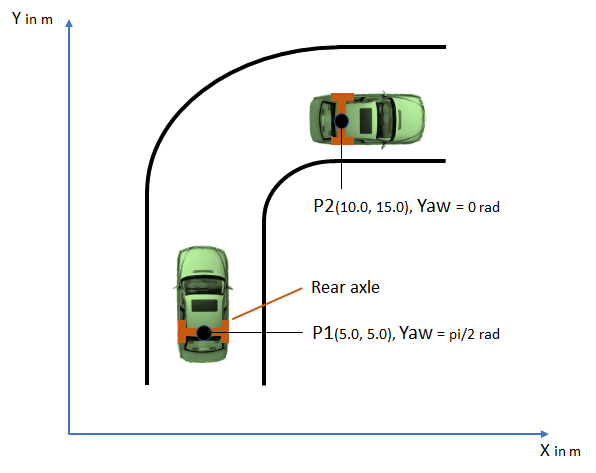 Y in m
P2(10.0, 15.0), Yaw = 0 rad
Rear axle
P1(5.0, 5.0), Yaw = pi/2 rad
X in m